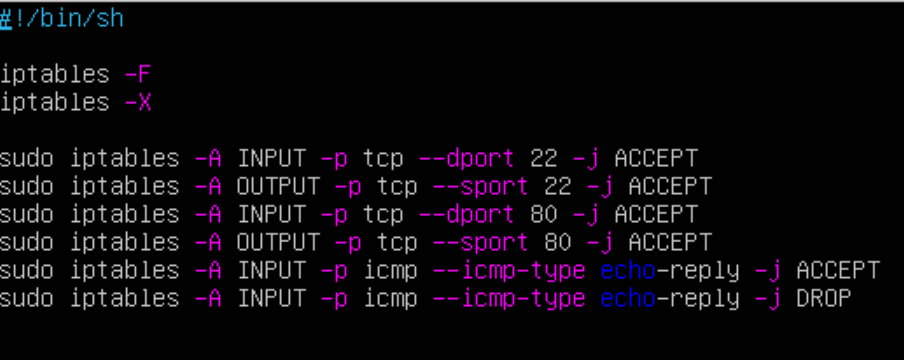 #!/bin/sh
iptables -F
iptables -X
sudo iptables -A INPUT -p tcp --dport 22 -j ACCEPT
sudo iptables -A OUTPUT -p tcp --sport 22 -j ACCEPT
sudo iptables -A INPUT -p tcp --dport 80 -j ACCEPT
sudo iptables -A OUTPUT -p tcp --sport 80 -j ACCEPT
sudo iptables -A INPUT -p icmp --icmp-type echo-reply -j ACCEPT
sudo iptables -A INPUT -p icmp --icmp-type echo-reply -j DROP